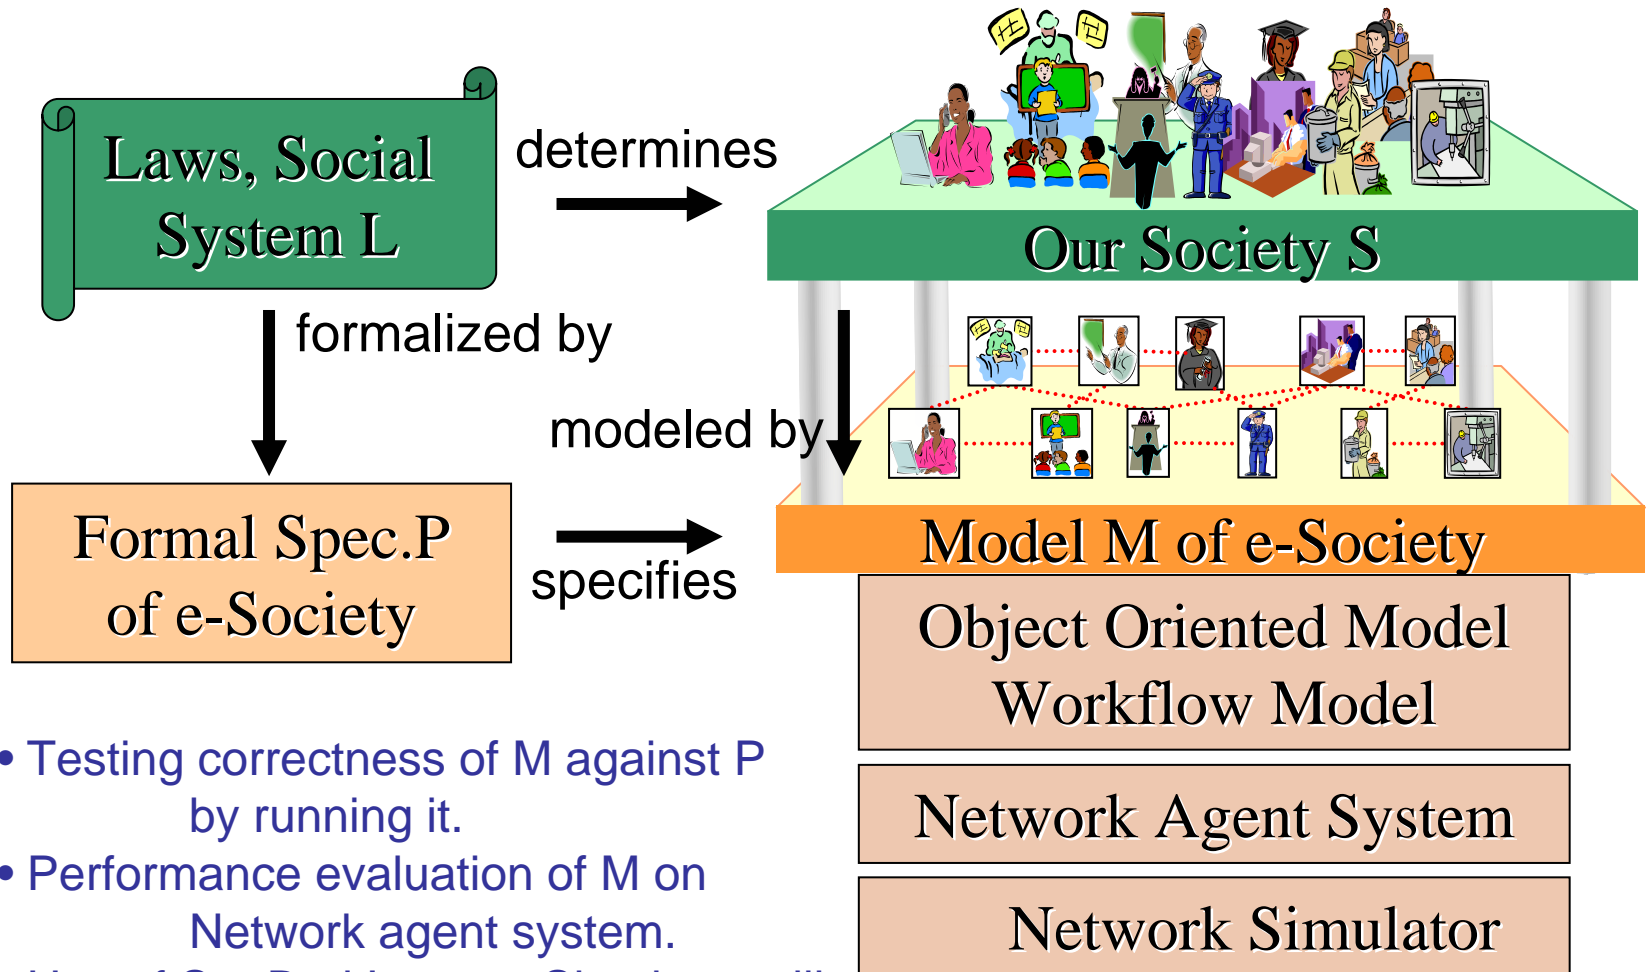 Laws, Social
System L
determines
Our Society S
formalized by
modeled by
Formal Spec.P
of e-Society
specifies
Model M of e-Society
Object Oriented Model
Workflow Model
Network Agent System
Network Simulator
• Testing correctness of M against P
by running it.
• Performance evaluation of M on
Network agent system.